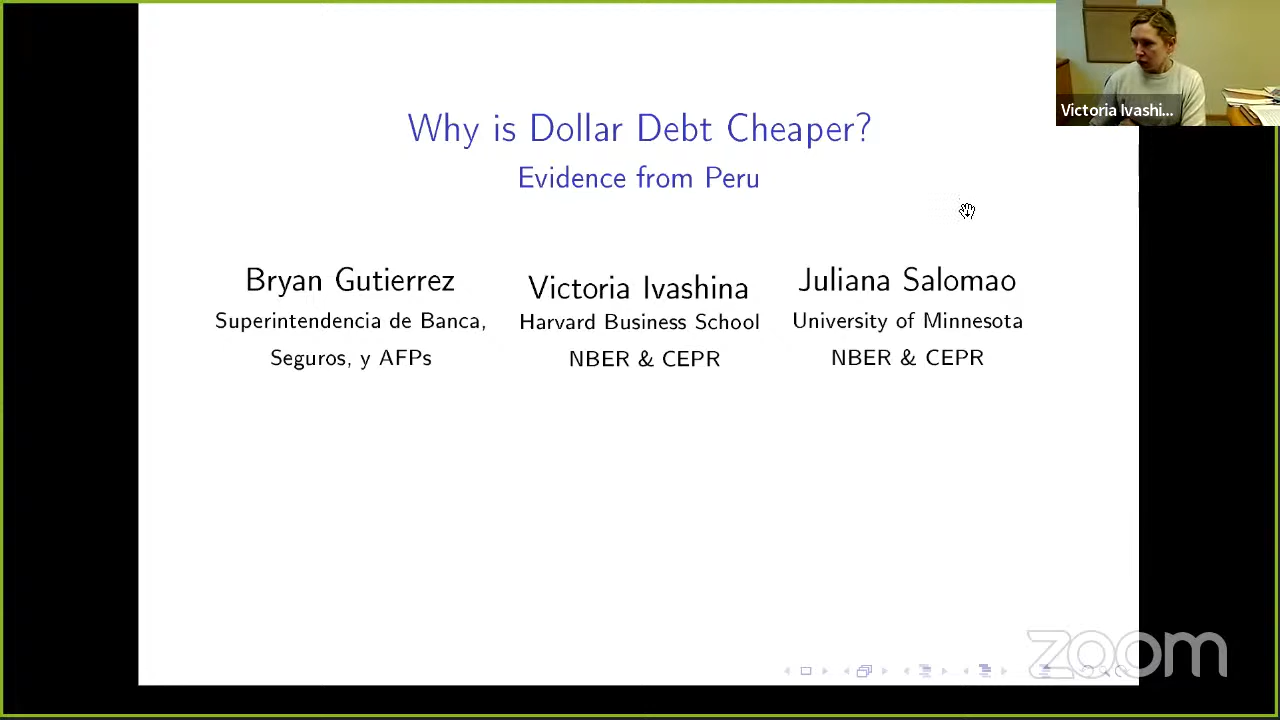 Why is Dollar Debt Cheaper?
Evidence from Peru
Bryan Gutierrez
Superintendencia de Banca,
Seguros, y AFPs
Victoria Ivashina
Harvard Business School
NBER & CEPR
Juliana Salomao
University of Minnesota
NBER & CEPR
Victoria Ivashi...
zoom